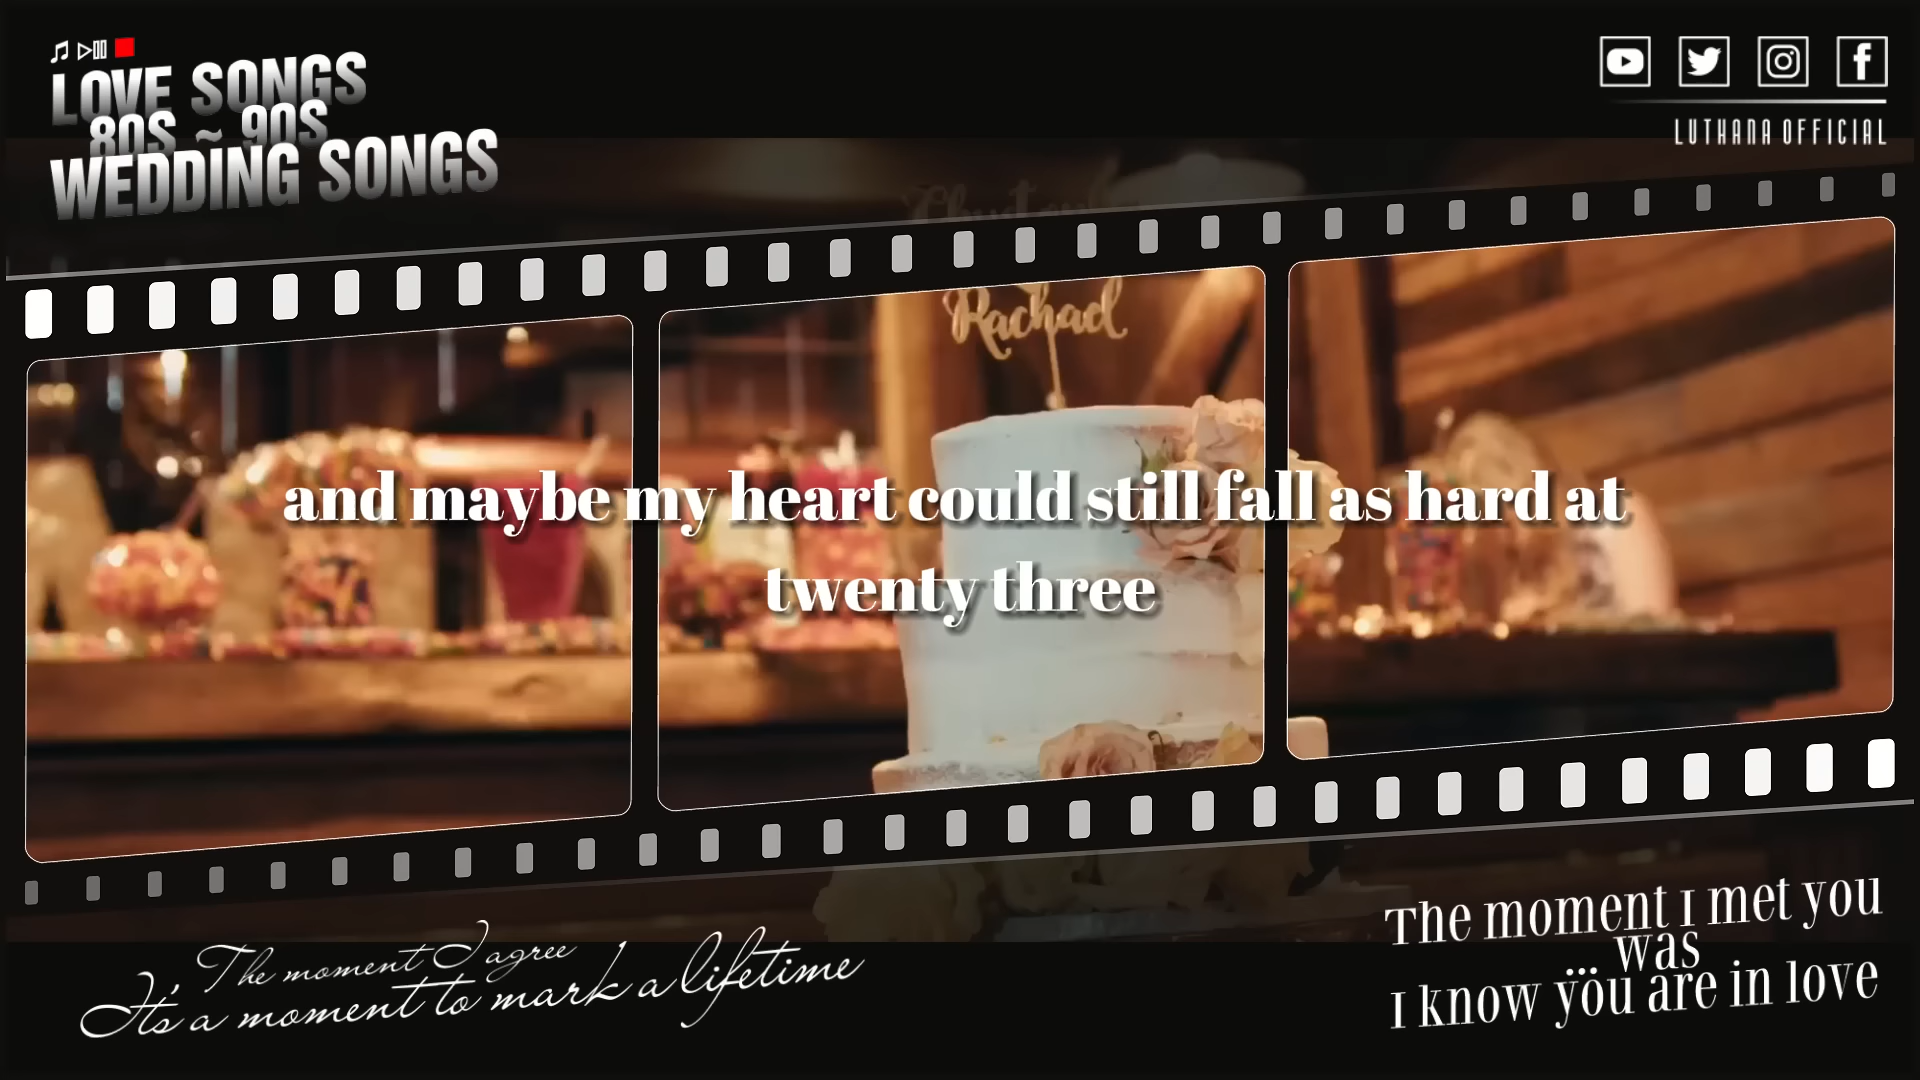 LOVE SONGS
80S ~ 90S
WEDDING SONGS
LUTHANA OFFICIAL
Rachael
and maybe my heart could still fall as hard at
twenty three
The moment I agree
It's a moment to mark a lifetime
The moment I met you
was
I know you are in love